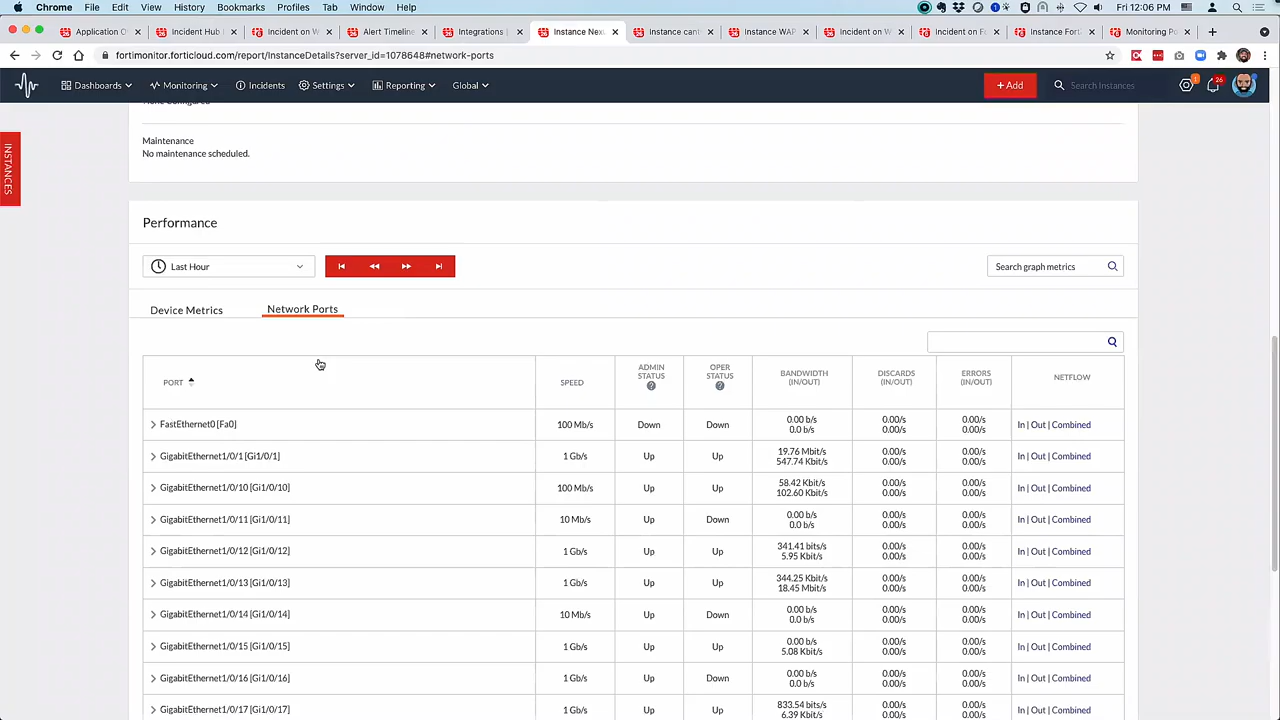 Chrome File Edit View History Bookmarks Profiles Tab Window Help Fri 12:06 PM
Application O Incident Hub Incident on W Alert Timeline Integrations Instance Nex Instance cant Instance WAP Incident on W Incident on F Instance Fort Monitoring Po
fortimonitor.forticloud.com/report/InstanceDetails?server_id=1078648#network-ports
Dashboards Monitoring Incidents Settings Reporting Global + Add Search Instances 1 26
INSTANCES
Maintenance
No maintenance scheduled.
Performance
Last Hour Search graph metrics
Device Metrics Network Ports
PORT SPEED ADMIN STATUS OPER STATUS BANDWIDTH (IN/OUT) DISCARDS (IN/OUT) ERRORS (IN/OUT) NETFLOW
FastEthernet0 [Fa0] 100 Mb/s Down Down 0.00 b/s 0.0 b/s 0.00/s 0.00/s 0.00/s 0.00/s In | Out | Combined
GigabitEthernet1/0/1 [Gi1/0/1] 1 Gb/s Up Up 19.76 Mbit/s 547.74 Kbit/s 0.00/s 0.00/s 0.00/s 0.00/s In | Out | Combined
GigabitEthernet1/0/10 [Gi1/0/10] 100 Mb/s Up Up 58.42 Kbit/s 102.60 Kbit/s 0.00/s 0.00/s 0.00/s 0.00/s In | Out | Combined
GigabitEthernet1/0/11 [Gi1/0/11] 10 Mb/s Up Down 0.00 b/s 0.0 b/s 0.00/s 0.00/s 0.00/s 0.00/s In | Out | Combined
GigabitEthernet1/0/12 [Gi1/0/12] 1 Gb/s Up Up 341.41 bits/s 5.95 Kbit/s 0.00/s 0.00/s 0.00/s 0.00/s In | Out | Combined
GigabitEthernet1/0/13 [Gi1/0/13] 1 Gb/s Up Up 344.25 Kbit/s 18.45 Mbit/s 0.00/s 0.00/s 0.00/s 0.00/s In | Out | Combined
GigabitEthernet1/0/14 [Gi1/0/14] 10 Mb/s Up Down 0.00 b/s 0.0 b/s 0.00/s 0.00/s 0.00/s 0.00/s In | Out | Combined
GigabitEthernet1/0/15 [Gi1/0/15] 1 Gb/s Up Up 0.00 b/s 5.08 Kbit/s 0.00/s 0.00/s 0.00/s 0.00/s In | Out | Combined
GigabitEthernet1/0/16 [Gi1/0/16] 1 Gb/s Up Down 0.00 b/s 0.0 b/s 0.00/s 0.00/s 0.00/s 0.00/s In | Out | Combined
GigabitEthernet1/0/17 [Gi1/0/17] 1 Gb/s Up Up 833.54 bit/s 6.39 Kbit/s 0.00/s 0.00/s 0.00/s 0.00/s In | Out | Combined